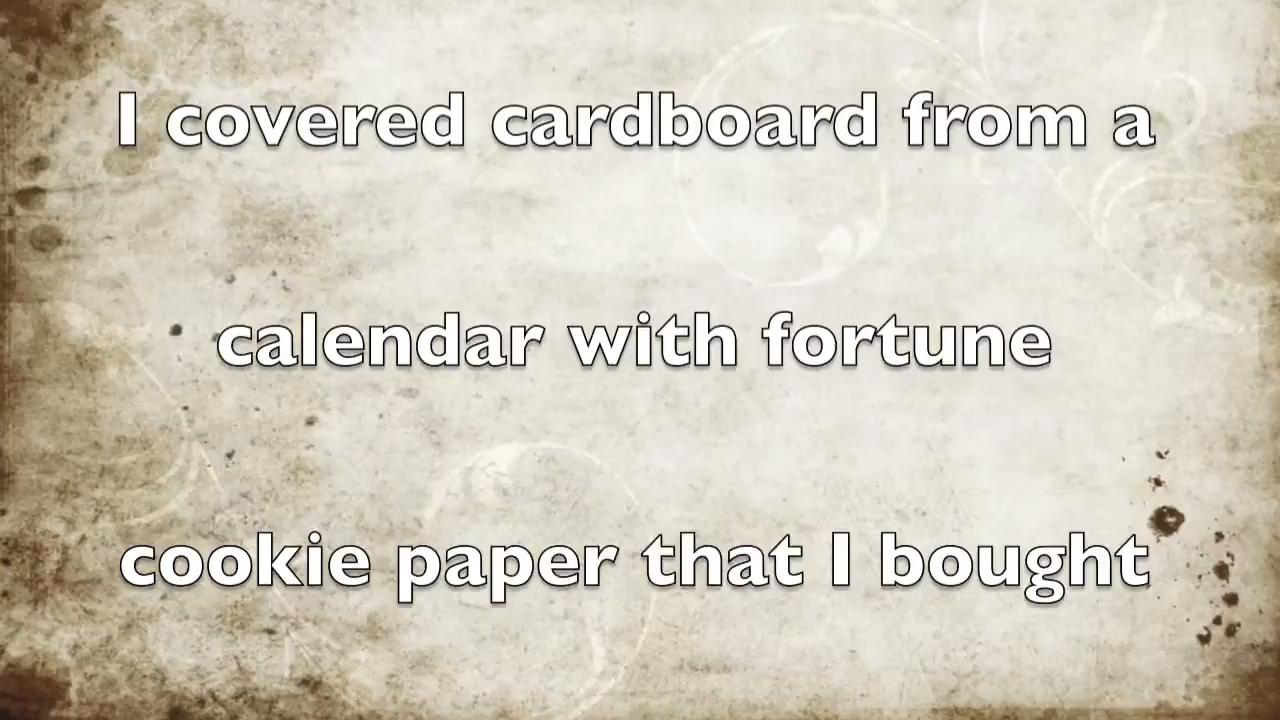 I covered cardboard from a
calendar with fortune
cookie paper that I bought